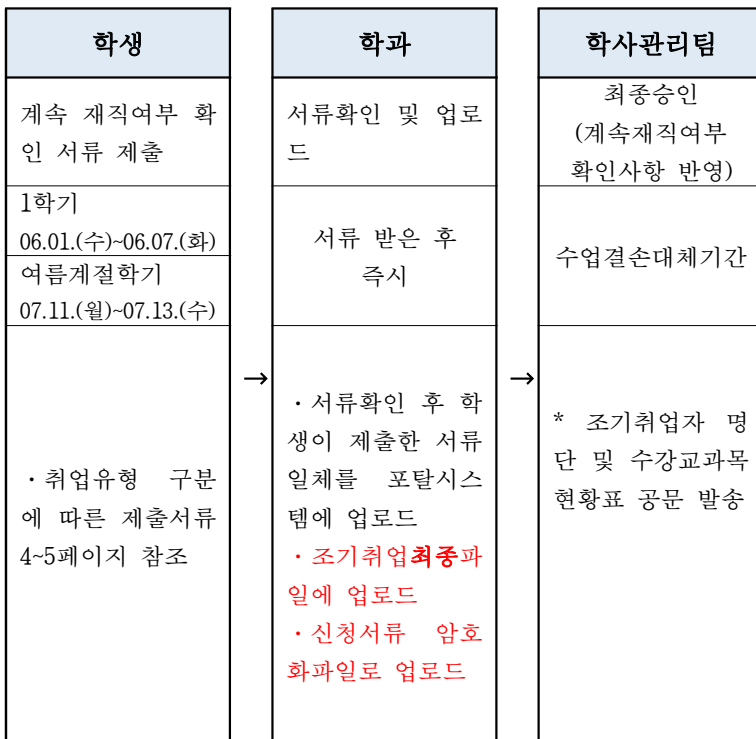 학생
계속 재직여부 확
인 서류 제출
1학기
06.01.(수)~06.07.(화)
여름계절학기
07.11.(월)~07.13.(수)
·취업유형 구분
에 따른 제출서류
4~5페이지 참조
→
학과
서류확인 및 업로
드
서류 받은 후
즉시
·서류확인 후 학
생이 제출한 서류
일체를 포탈시스
템에 업로드
·조기취업최종파
일에 업로드
·신청서류 암호
화파일로 업로드
→
학사관리팀
최종승인
(계속재직여부
확인사항 반영)
수업결손대체기간
* 조기취업자 명
단 및 수강교과목
현황표 공문 발송